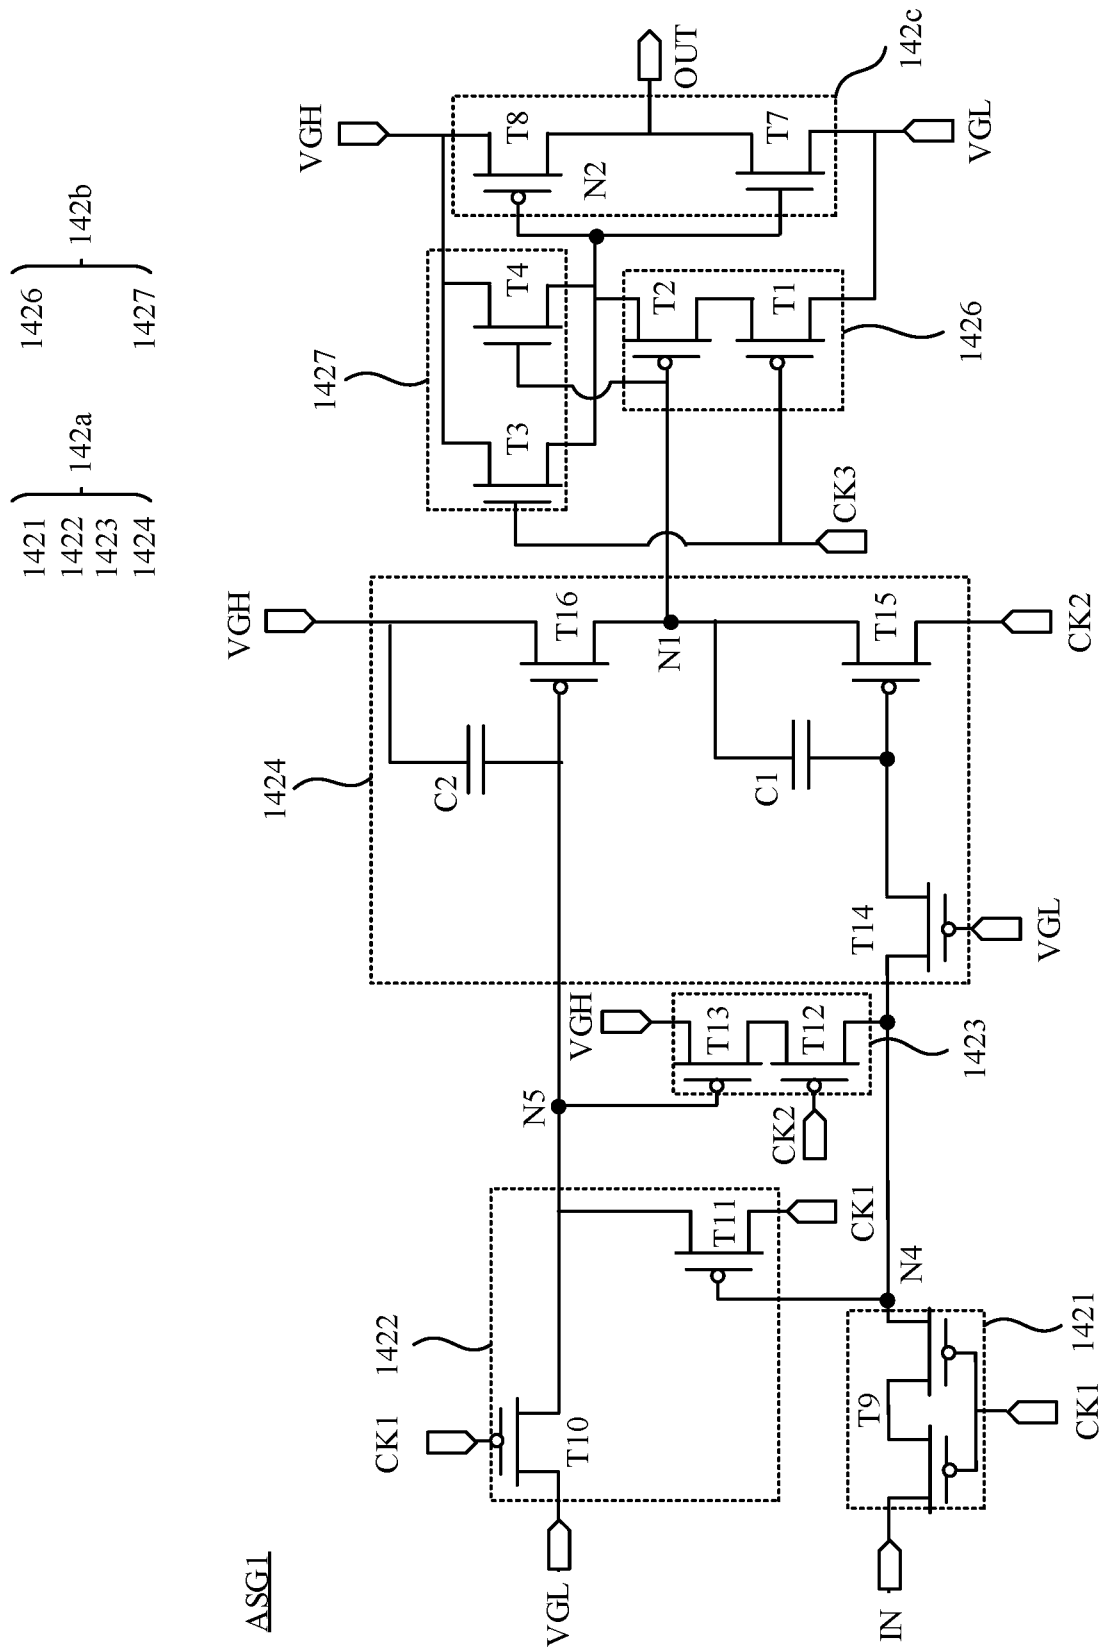 ASG1
1421
1422
1423
1424
142a
1426
1427
142b
VGL
CK1
T10
1422
T11
CK1
N5
IN
T9
CK1
1421
N4
VGH
T13
T12
CK2
1423
1424
C2
VGH
T16
N1
C1
T15
CK2
T14
VGL
1427
T3
T4
CK3
T2
T1
1426
VGH
T8
N2
T7
VGL
OUT
142c